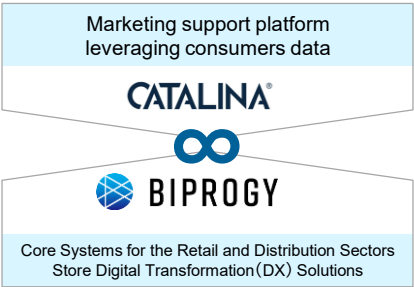 Marketing support platform
leveraging consumers data
CATALINA®
BIPROGY
Core Systems for the Retail and Distribution Sectors
Store Digital Transformation（DX） Solutions